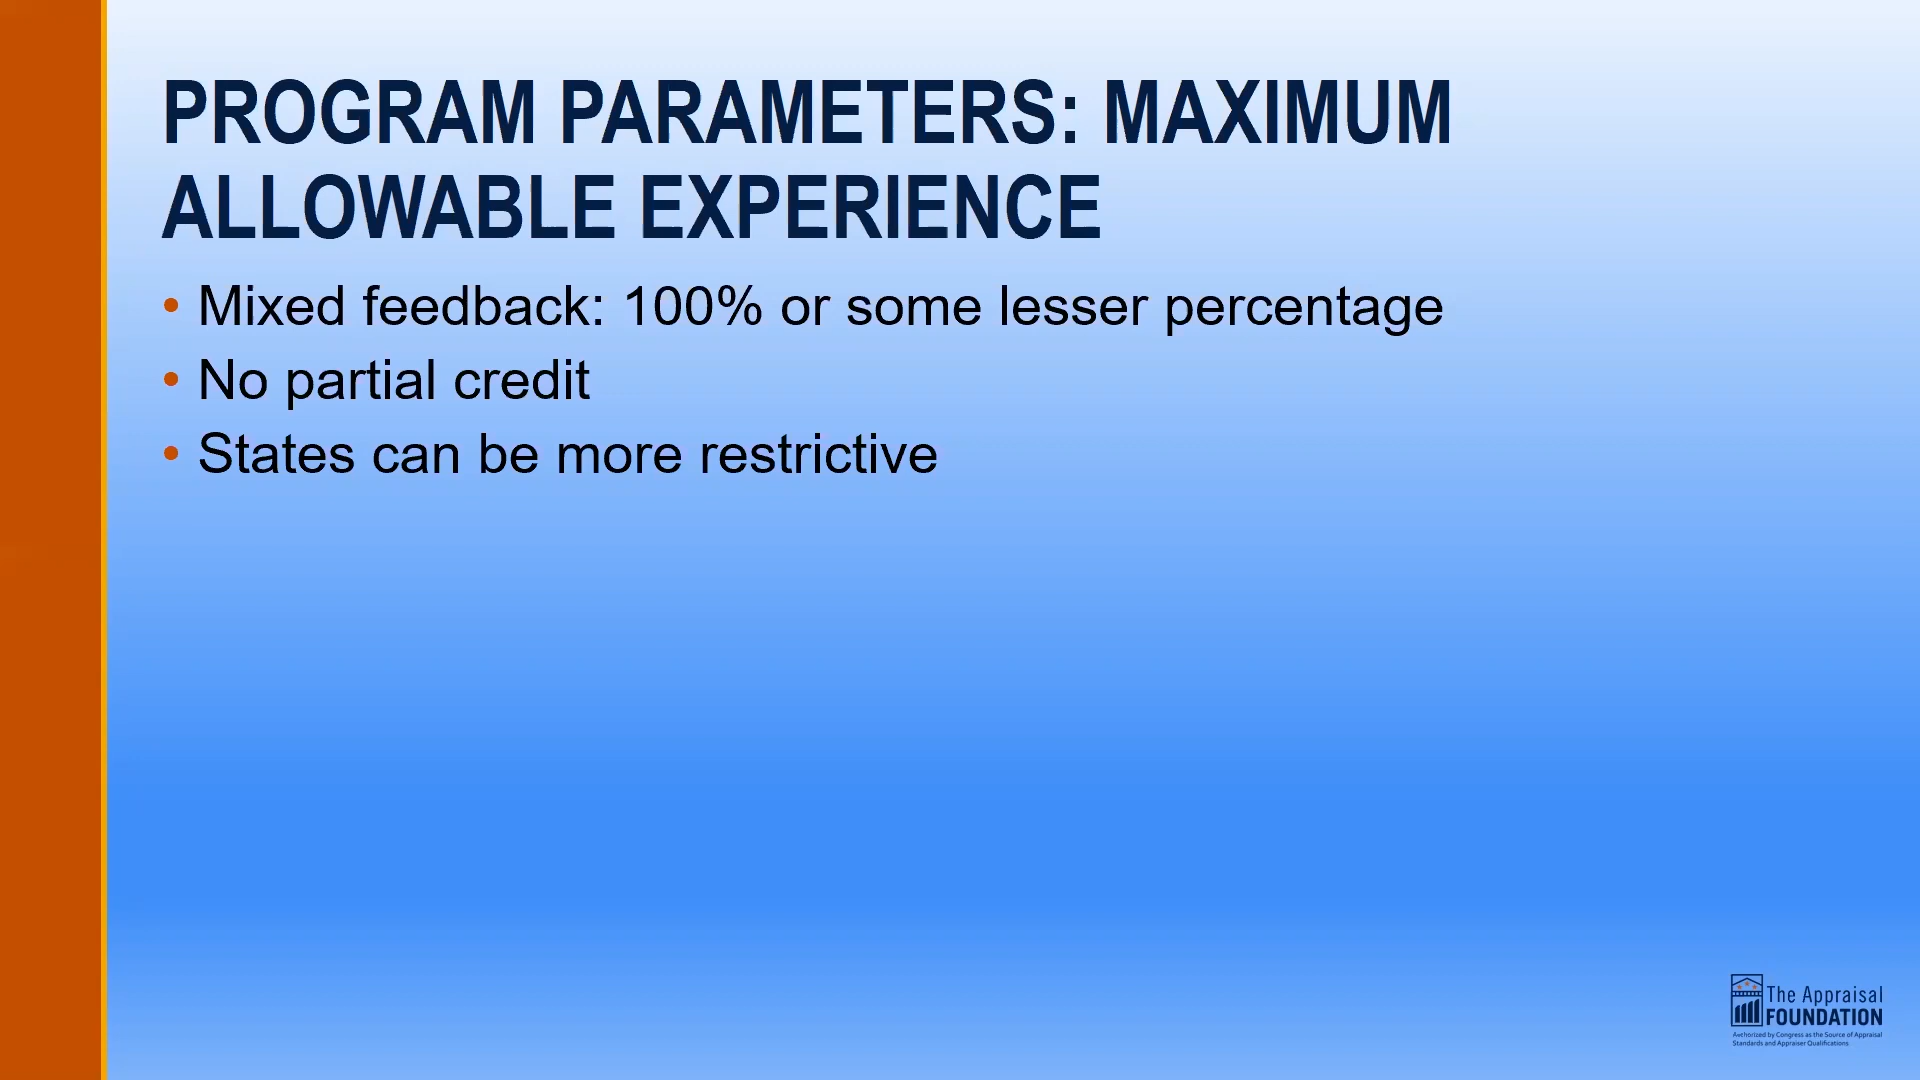 PROGRAM PARAMETERS: MAXIMUM
ALLOWABLE EXPERIENCE
• Mixed feedback: 100% or some lesser percentage
• No partial credit
• States can be more restrictive
The Appraisal
FOUNDATION
Authorized by Congress as the Source of Appraisal
Standards and Appraiser Qualifications